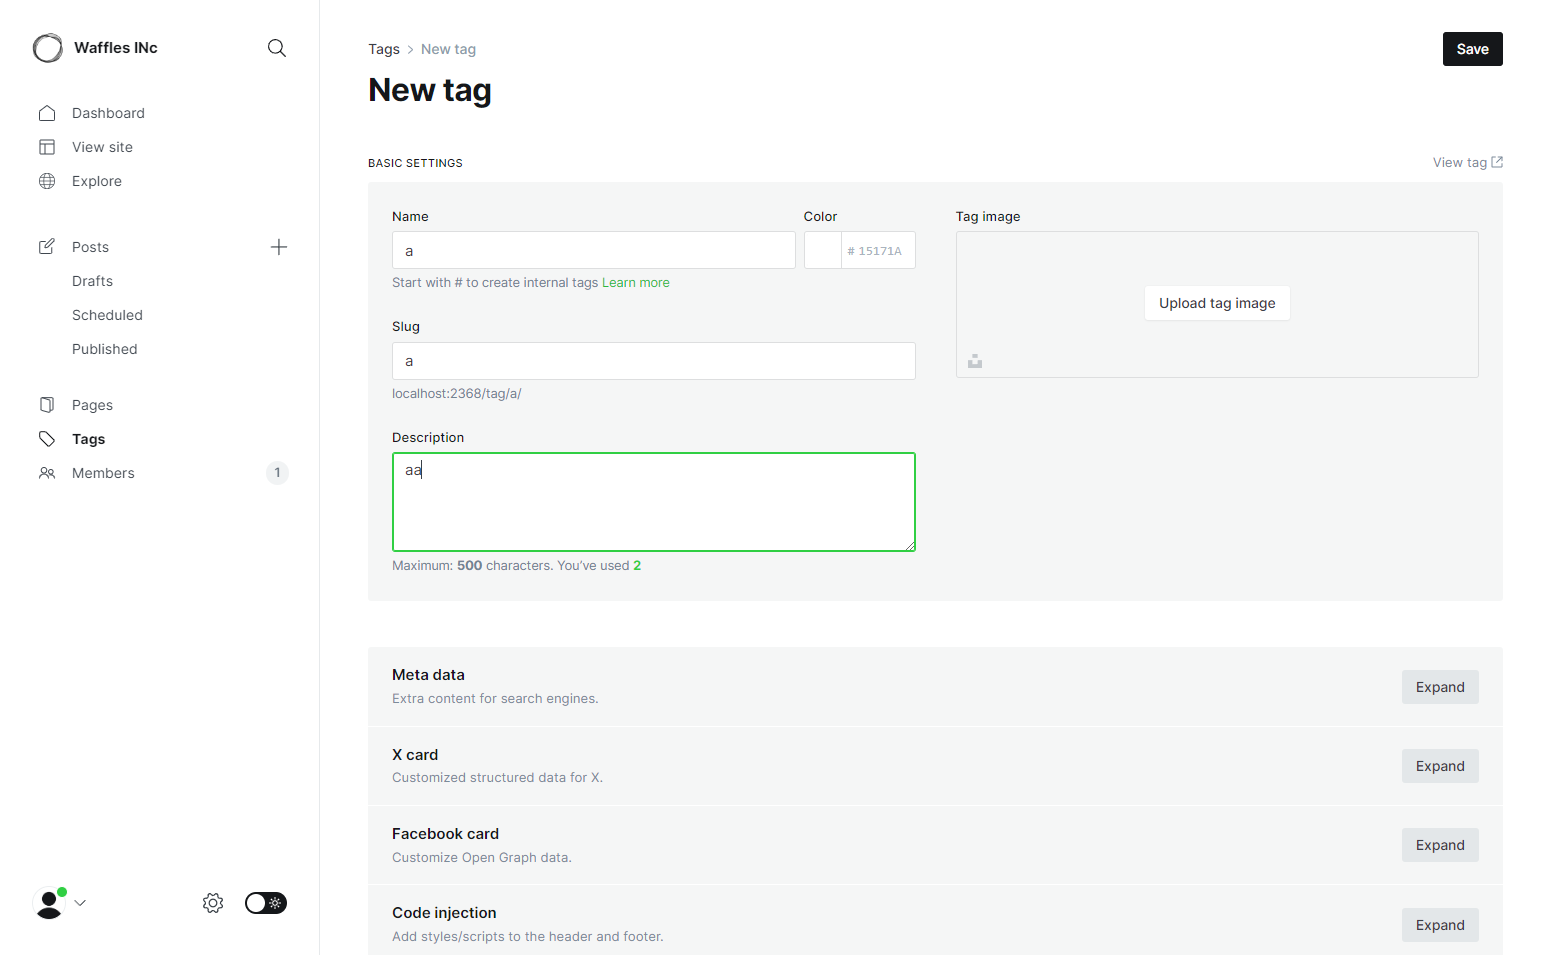 Waffles INc
Dashboard
View site
Explore
Posts
Drafts
Scheduled
Published
Pages
Tags
Members 1
Tags > New tag
Save
New tag
BASIC SETTINGS
View tag
Name
a
Start with # to create internal tags Learn more
Color
# 15171A
Slug
a
localhost:2368/tag/a/
Description
aa
Maximum: 500 characters. You’ve used 2
Tag image
Upload tag image
Meta data
Extra content for search engines.
Expand
X card
Customized structured data for X.
Expand
Facebook card
Customize Open Graph data.
Expand
Code injection
Add styles/scripts to the header and footer.
Expand